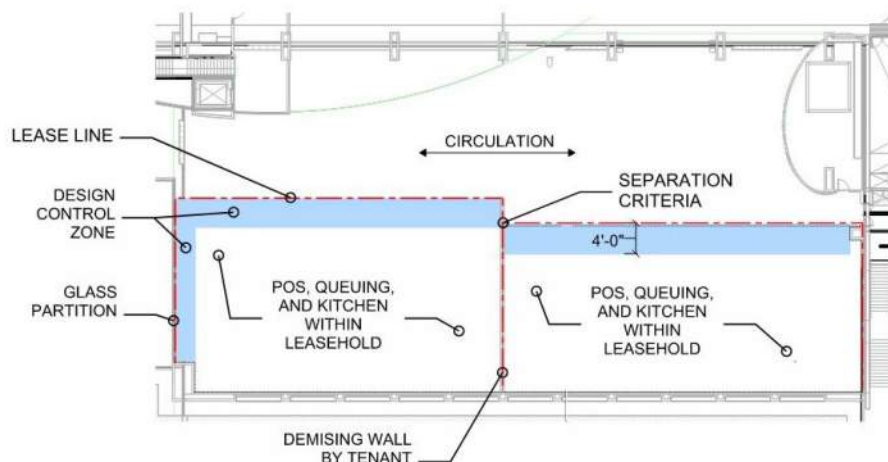 LEASE LINE
CIRCULATION
DESIGN
CONTROL
ZONE
SEPARATION
CRITERIA
4'-0"
GLASS
PARTITION
POS, QUEUING,
AND KITCHEN
WITHIN
LEASEHOLD
POS, QUEUING,
AND KITCHEN
WITHIN
LEASEHOLD
DEMISING WALL
BY TENANT